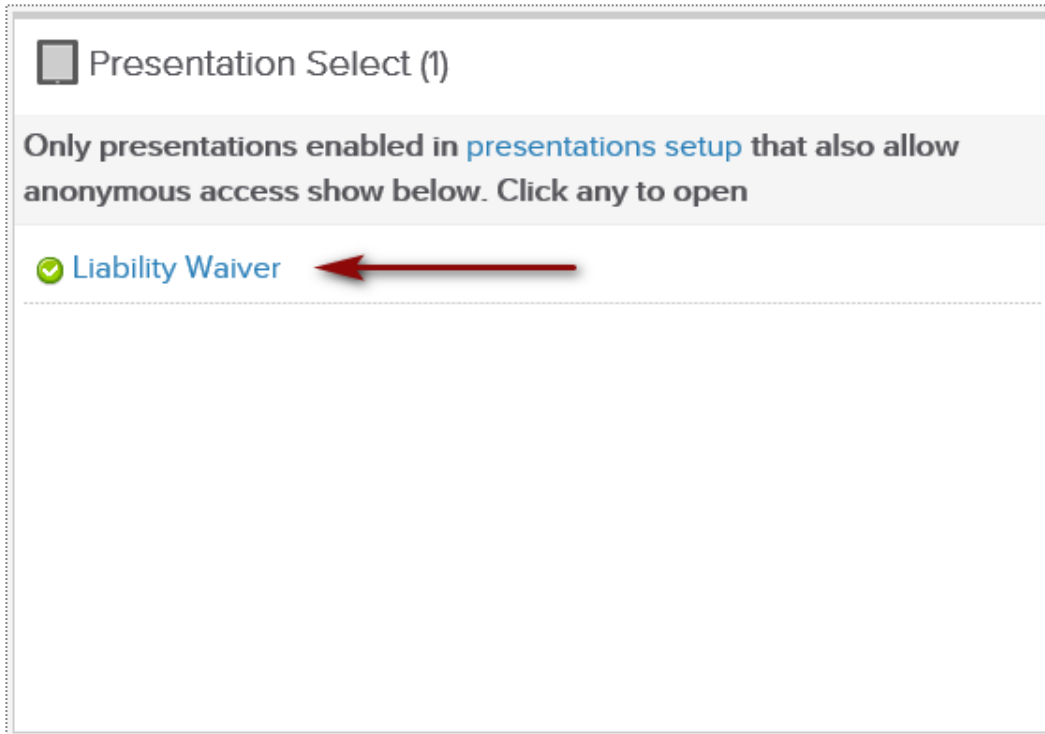 Presentation Select (1)
Only presentations enabled in presentations setup that also allow
anonymous access show below. Click any to open
Liability Waiver